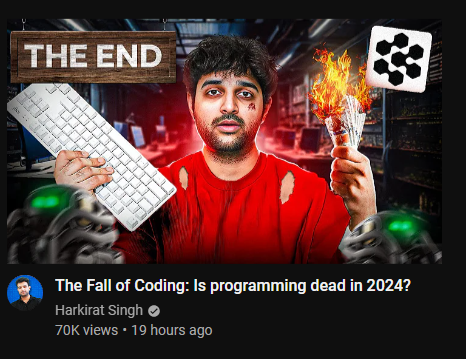 THE END
The Fall of Coding: Is programming dead in 2024?
Harkirat Singh
70K views • 19 hours ago